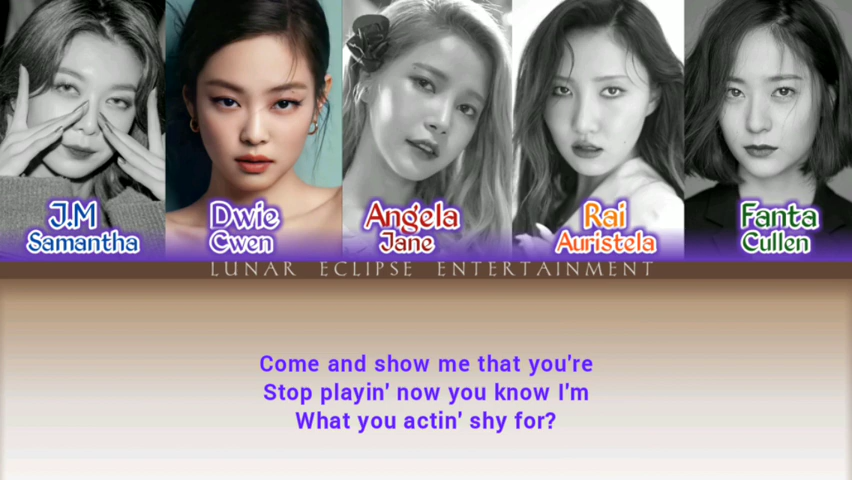 J.M
Samantha
Dwie
Cwen
Angela
Jane
Rai
Auristela
Fanta
Cullen
LUNAR ECLIPSE ENTERTAINMENT
Come and show me that you're
Stop playin' now you know I'm
What you actin' shy for?